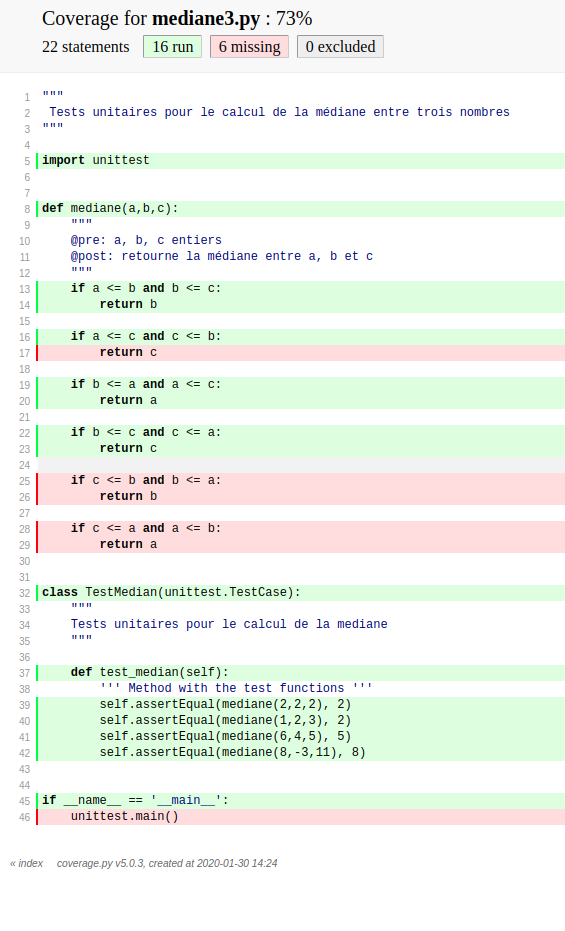 Coverage for mediane3.py : 73%
22 statements 16 run 6 missing 0 excluded
1 """
2 Tests unitaires pour le calcul de la médiane entre trois nombres
3 """
4
5 import unittest
6
7
8 def mediane(a,b,c):
9 """
10 @pre: a, b, c entiers
11 @post: retourne la médiane entre a, b et c
12 """
13 if a <= b and b <= c:
14 return b
15
16 if a <= c and c <= b:
17 return c
18
19 if b <= a and a <= c:
20 return a
21
22 if b <= c and c <= a:
23 return c
24
25 if c <= b and b <= a:
26 return b
27
28 if c <= a and a <= b:
29 return a
30
31
32 class TestMedian(unittest.TestCase):
33 """
34 Tests unitaires pour le calcul de la mediane
35 """
36
37 def test_median(self):
38 ''' Method with the test functions '''
39 self.assertEqual(mediane(2,2,2), 2)
40 self.assertEqual(mediane(1,2,3), 2)
41 self.assertEqual(mediane(6,4,5), 5)
42 self.assertEqual(mediane(8,-3,11), 8)
43
44
45 if __name__ == '__main__':
46 unittest.main()
« index coverage.py v5.0.3, created at 2020-01-30 14:24